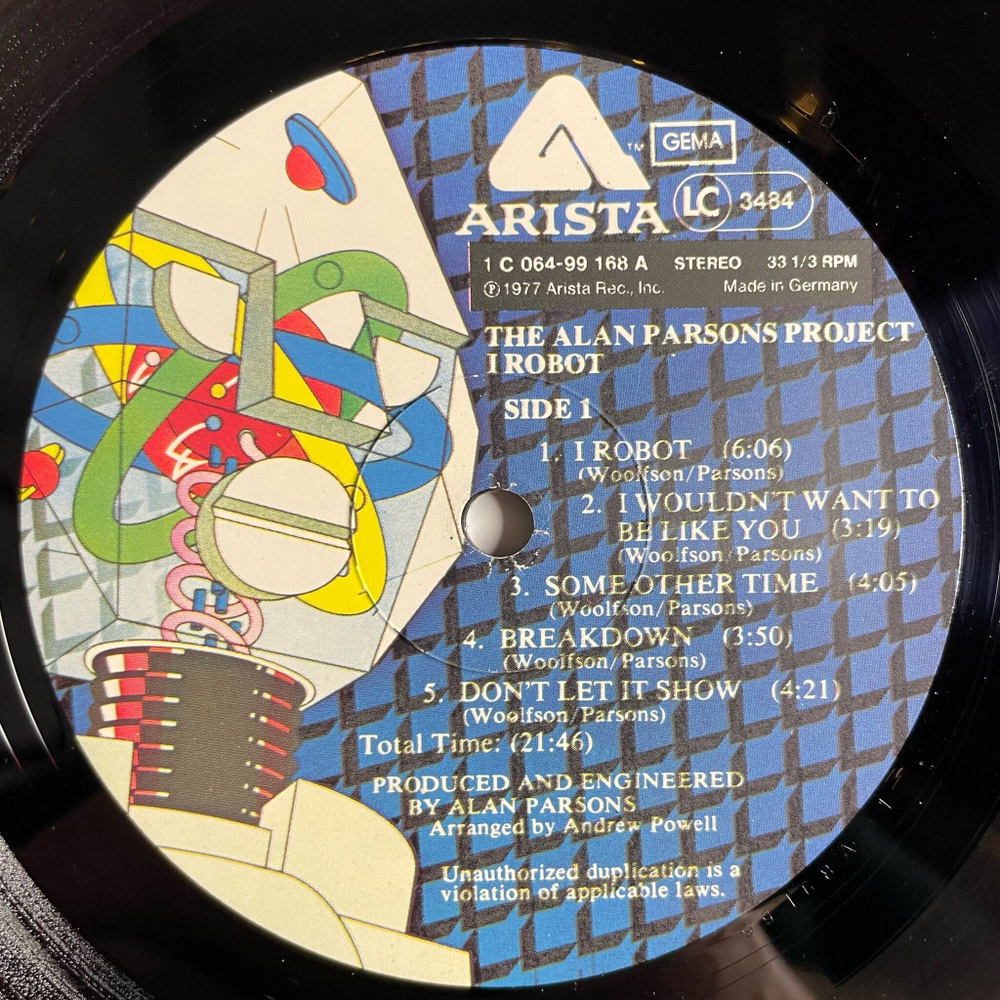 ARISTA
TM
GEMA
LC 3484
1 C 064-99 168 A STEREO 33 1/3 RPM
℗ 1977 Arista Rec., Inc. Made in Germany
THE ALAN PARSONS PROJECT
I ROBOT
SIDE 1
1. I ROBOT (6:06)
(Woolfson/Parsons)
2. I WOULDN'T WANT TO
BE LIKE YOU (3:19)
(Woolfson/Parsons)
3. SOME OTHER TIME (4:05)
(Woolfson/Parsons)
4. BREAKDOWN (3:50)
(Woolfson/Parsons)
5. DON'T LET IT SHOW (4:21)
(Woolfson/Parsons)
Total Time: (21:46)
PRODUCED AND ENGINEERED
BY ALAN PARSONS
Arranged by Andrew Powell
Unauthorized duplication is a
violation of applicable laws.